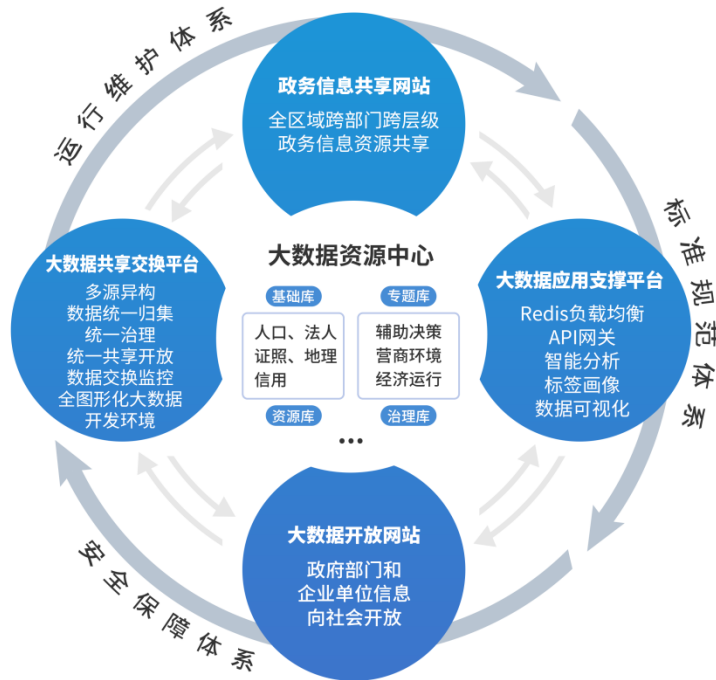 运行维护体系
政务信息共享网站
全区域跨部门跨层级
政务信息资源共享
标准规范体系
大数据共享交换平台
多源异构
数据统一归集
统一治理
统一共享开放
数据交换监控
全图形化大数据
开发环境
大数据资源中心
基础库
人口、法人
证照、地理
信用
专题库
辅助决策
营商环境
经济运行
资源库
治理库
...
大数据应用支撑平台
Redis负载均衡
API网关
智能分析
标签画像
数据可视化
大数据开放网站
政府部门和
企业单位信息
向社会开放
安全保障体系